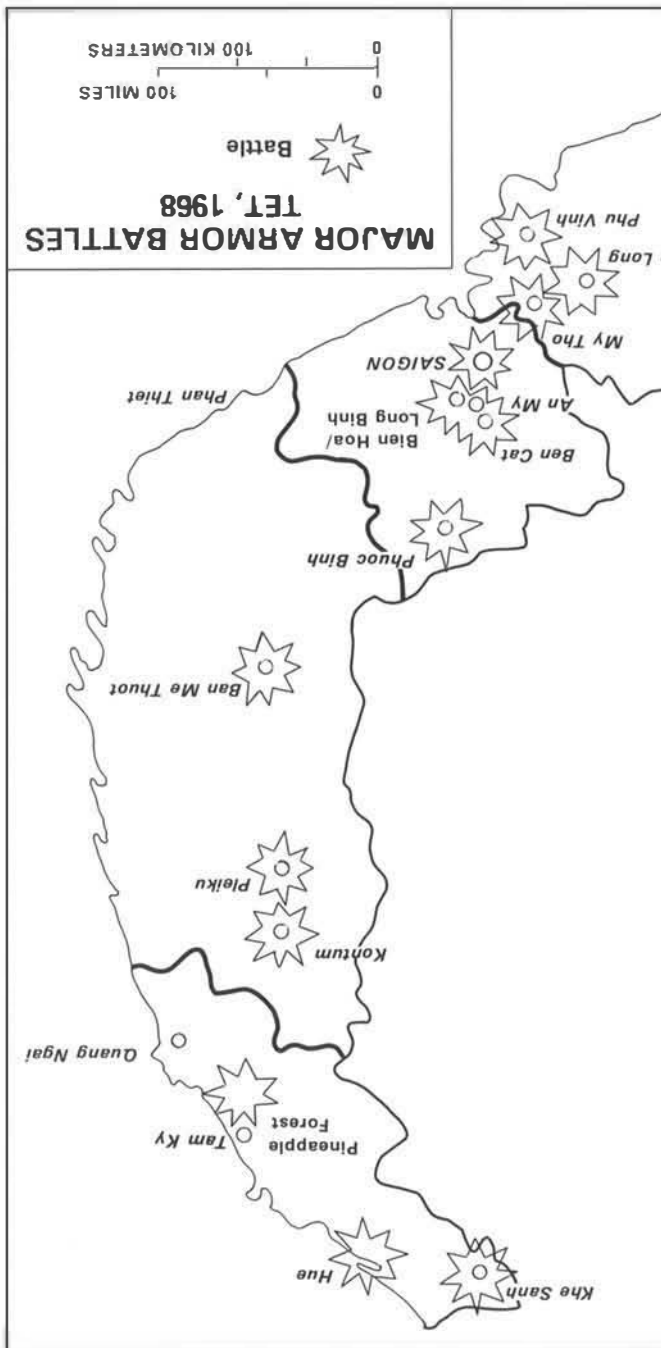 Khe Sanh
Hue
Pineapple
Forest
Tam Ky
Quang Ngai
Kontum
Pleiku
Ban Me Thuot
Phuoc Binh
Ben Cat
Bien Hoa/
Long Binh
An My
Phan Thiet
SAIGON
My Tho
Long
Phu Vinh
MAJOR ARMOR BATTLES
TET, 1968
Battle
0 100 MILES
0 100 KILOMETERS